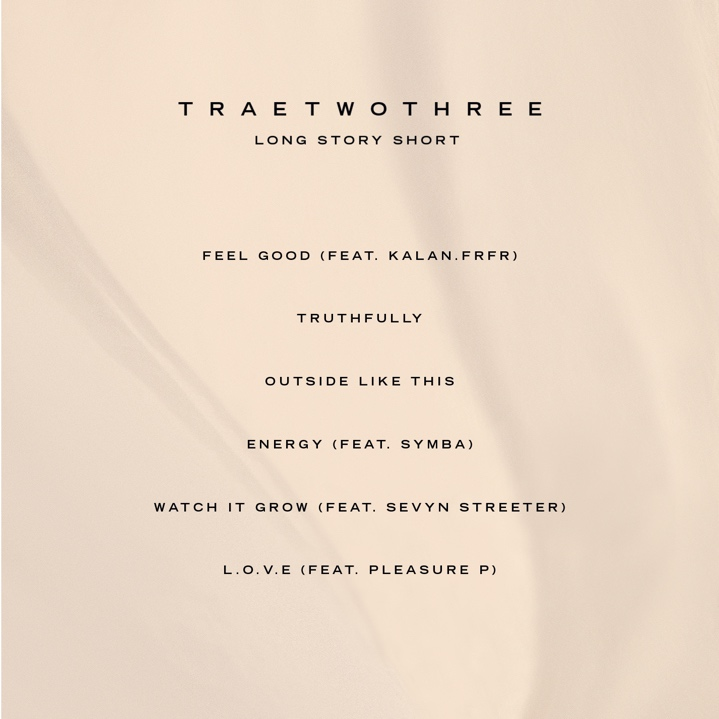 TRAETWOTHREE
LONG STORY SHORT
FEEL GOOD (FEAT. KALAN.FRFR)
TRUTHFULLY
OUTSIDE LIKE THIS
ENERGY (FEAT. SYMBA)
WATCH IT GROW (FEAT. SEVYN STREETER)
L.O.V.E (FEAT. PLEASURE P)